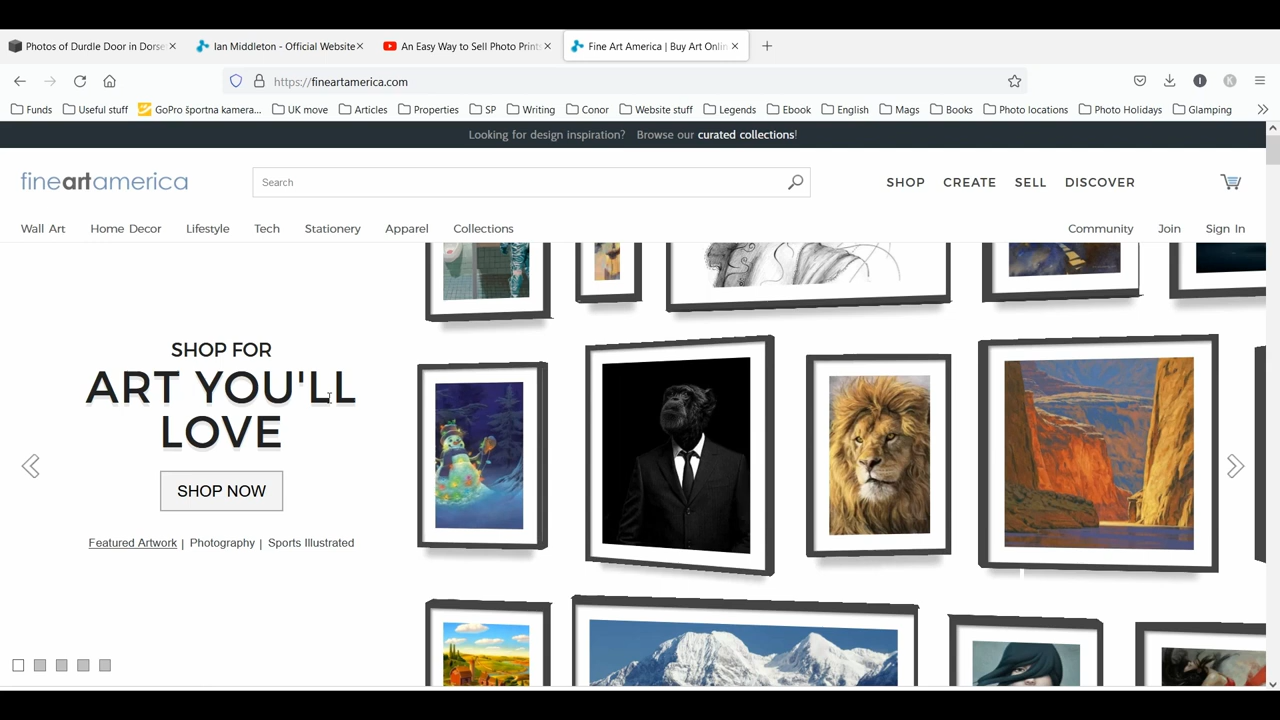 Photos of Durdle Door in Dorse
Ian Middleton - Official Website
An Easy Way to Sell Photo Prints
Fine Art America | Buy Art Onlin
https://fineartamerica.com
Funds
Useful stuff
GoPro športna kamera...
UK move
Articles
Properties
SP
Writing
Conor
Website stuff
Legends
Ebook
English
Mags
Books
Photo locations
Photo Holidays
Glamping
Looking for design inspiration? Browse our curated collections!
fineartamerica
Search
SHOP
CREATE
SELL
DISCOVER
Wall Art
Home Decor
Lifestyle
Tech
Stationery
Apparel
Collections
Community
Join
Sign In
SHOP FOR
ART YOU'LL
LOVE
SHOP NOW
Featured Artwork | Photography | Sports Illustrated